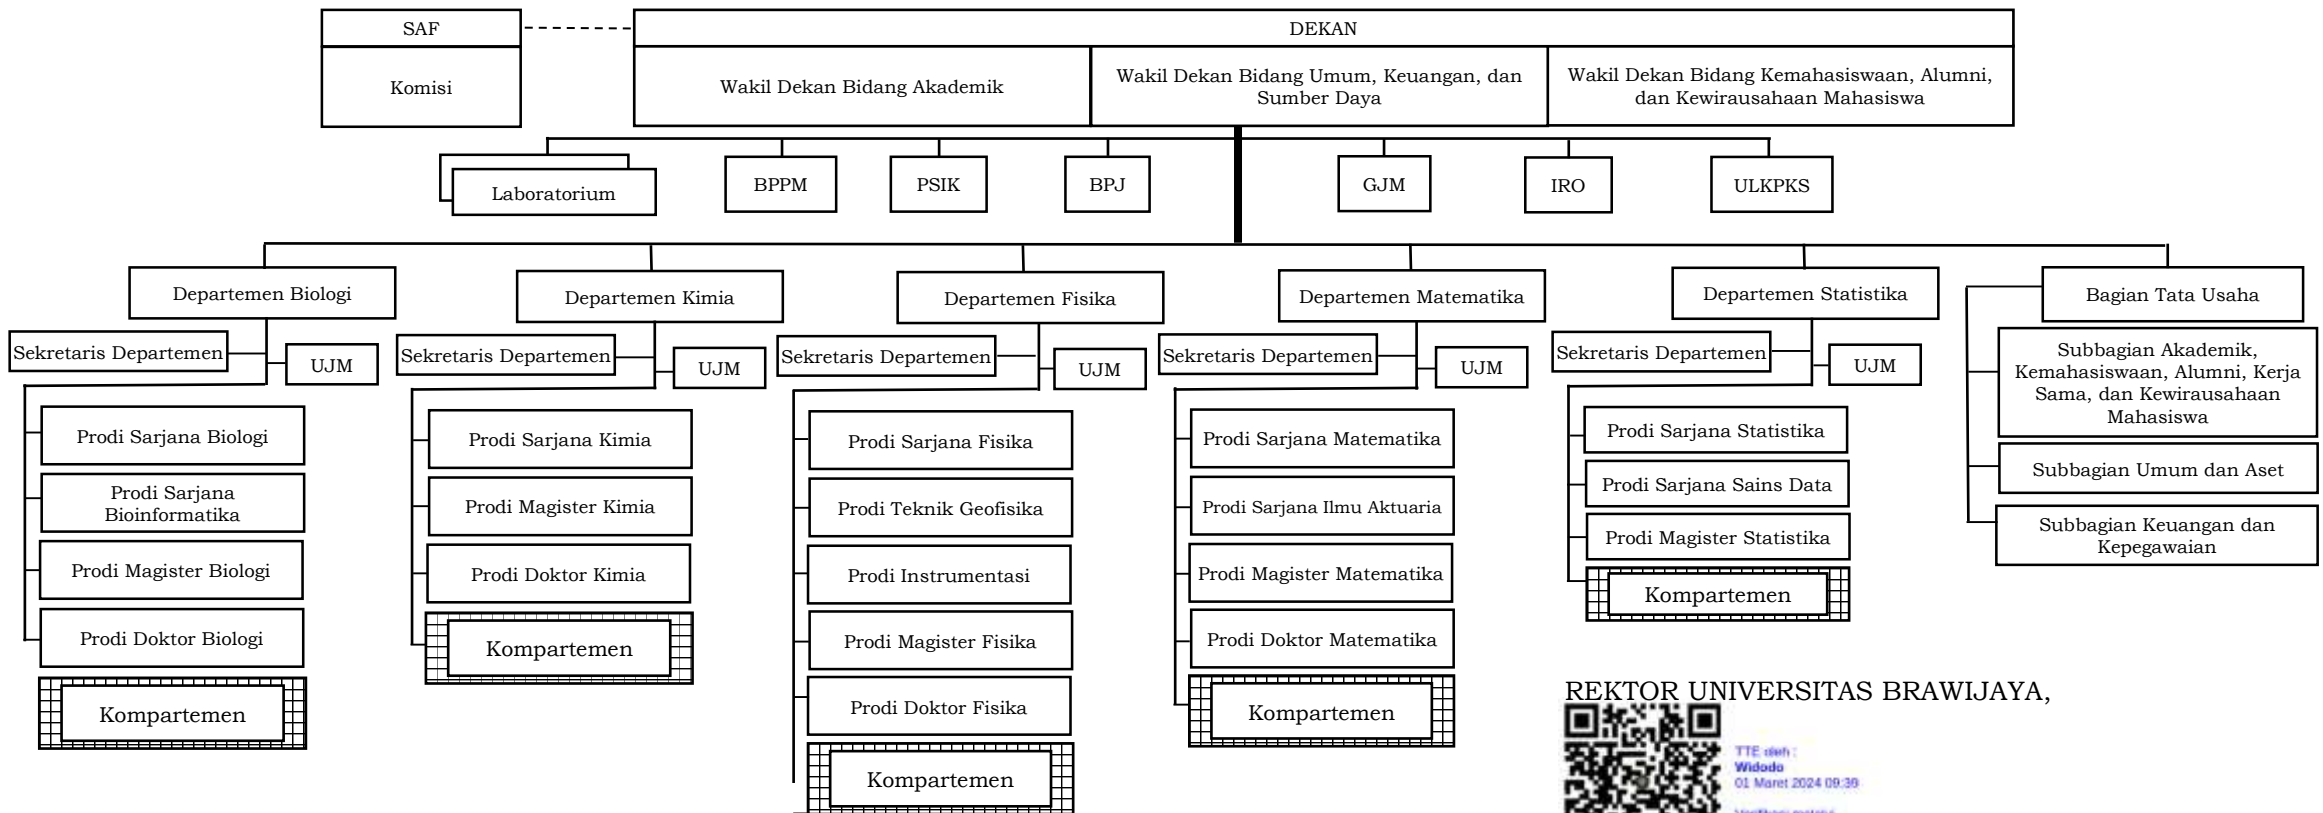 SAF
DEKAN
Komisi
Wakil Dekan Bidang Akademik
Wakil Dekan Bidang Umum, Keuangan, dan
Sumber Daya
Wakil Dekan Bidang Kemahasiswaan, Alumni,
dan Kewirausahaan Mahasiswa
Laboratorium
BPPM
PSIK
BPJ
GJM
IRO
ULKPKS
Departemen Biologi
Sekretaris Departemen
UJM
Prodi Sarjana Biologi
Prodi Sarjana
Bioinformatika
Prodi Magister Biologi
Prodi Doktor Biologi
Kompartemen
Departemen Kimia
Sekretaris Departemen
UJM
Prodi Sarjana Kimia
Prodi Magister Kimia
Prodi Doktor Kimia
Kompartemen
Departemen Fisika
Sekretaris Departemen
UJM
Prodi Sarjana Fisika
Prodi Teknik Geofisika
Prodi Instrumentasi
Prodi Magister Fisika
Prodi Doktor Fisika
Kompartemen
Departemen Matematika
Sekretaris Departemen
UJM
Prodi Sarjana Matematika
Prodi Sarjana Ilmu Aktuaria
Prodi Magister Matematika
Prodi Doktor Matematika
Kompartemen
Departemen Statistika
Sekretaris Departemen
UJM
Prodi Sarjana Statistika
Prodi Sarjana Sains Data
Prodi Magister Statistika
Kompartemen
Bagian Tata Usaha
Subbagian Akademik,
Kemahasiswaan, Alumni, Kerja
Sama, dan Kewirausahaan
Mahasiswa
Subbagian Umum dan Aset
Subbagian Keuangan dan
Kepegawaian
REKTOR UNIVERSITAS BRAWIJAYA,
TTE oleh :
Widodo
01 Maret 2024 09:36